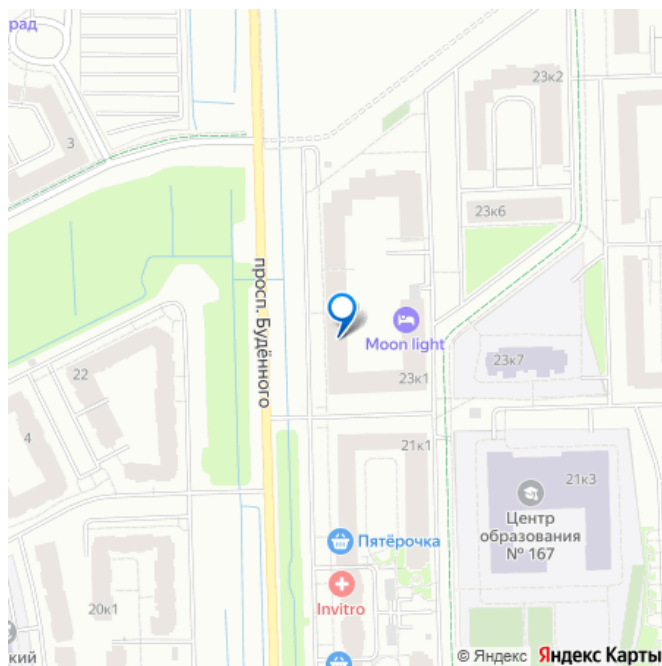 рад
23к2
3
23к6
просп. Будённого
Moon light
23к7
22
23к1
4
21к1
21к3
Центр
образования
№ 167
Пятёрочка
Invitro
20к1
кий
© Яндекс Яндекс Карты